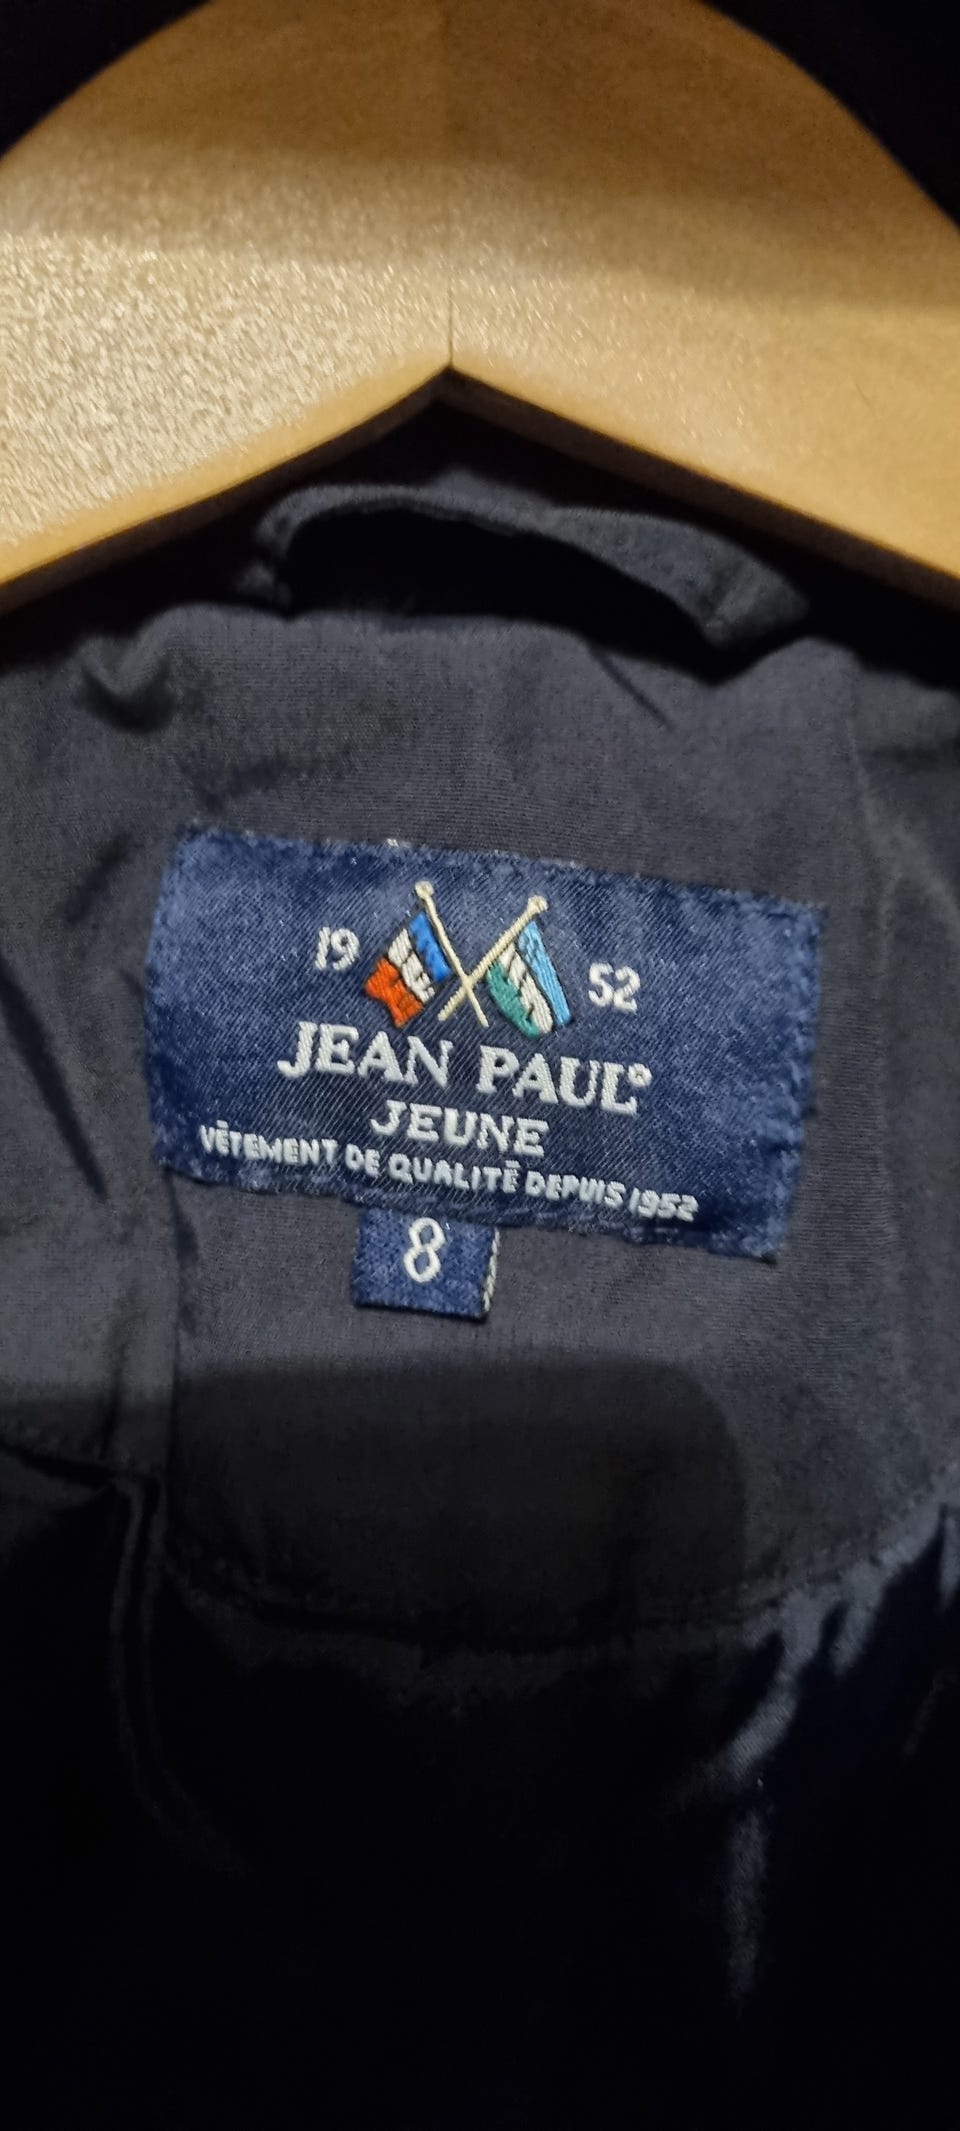 19 52
JEAN PAUL®
JEUNE
VÊTEMENT DE QUALITÉ DEPUIS 1952
8